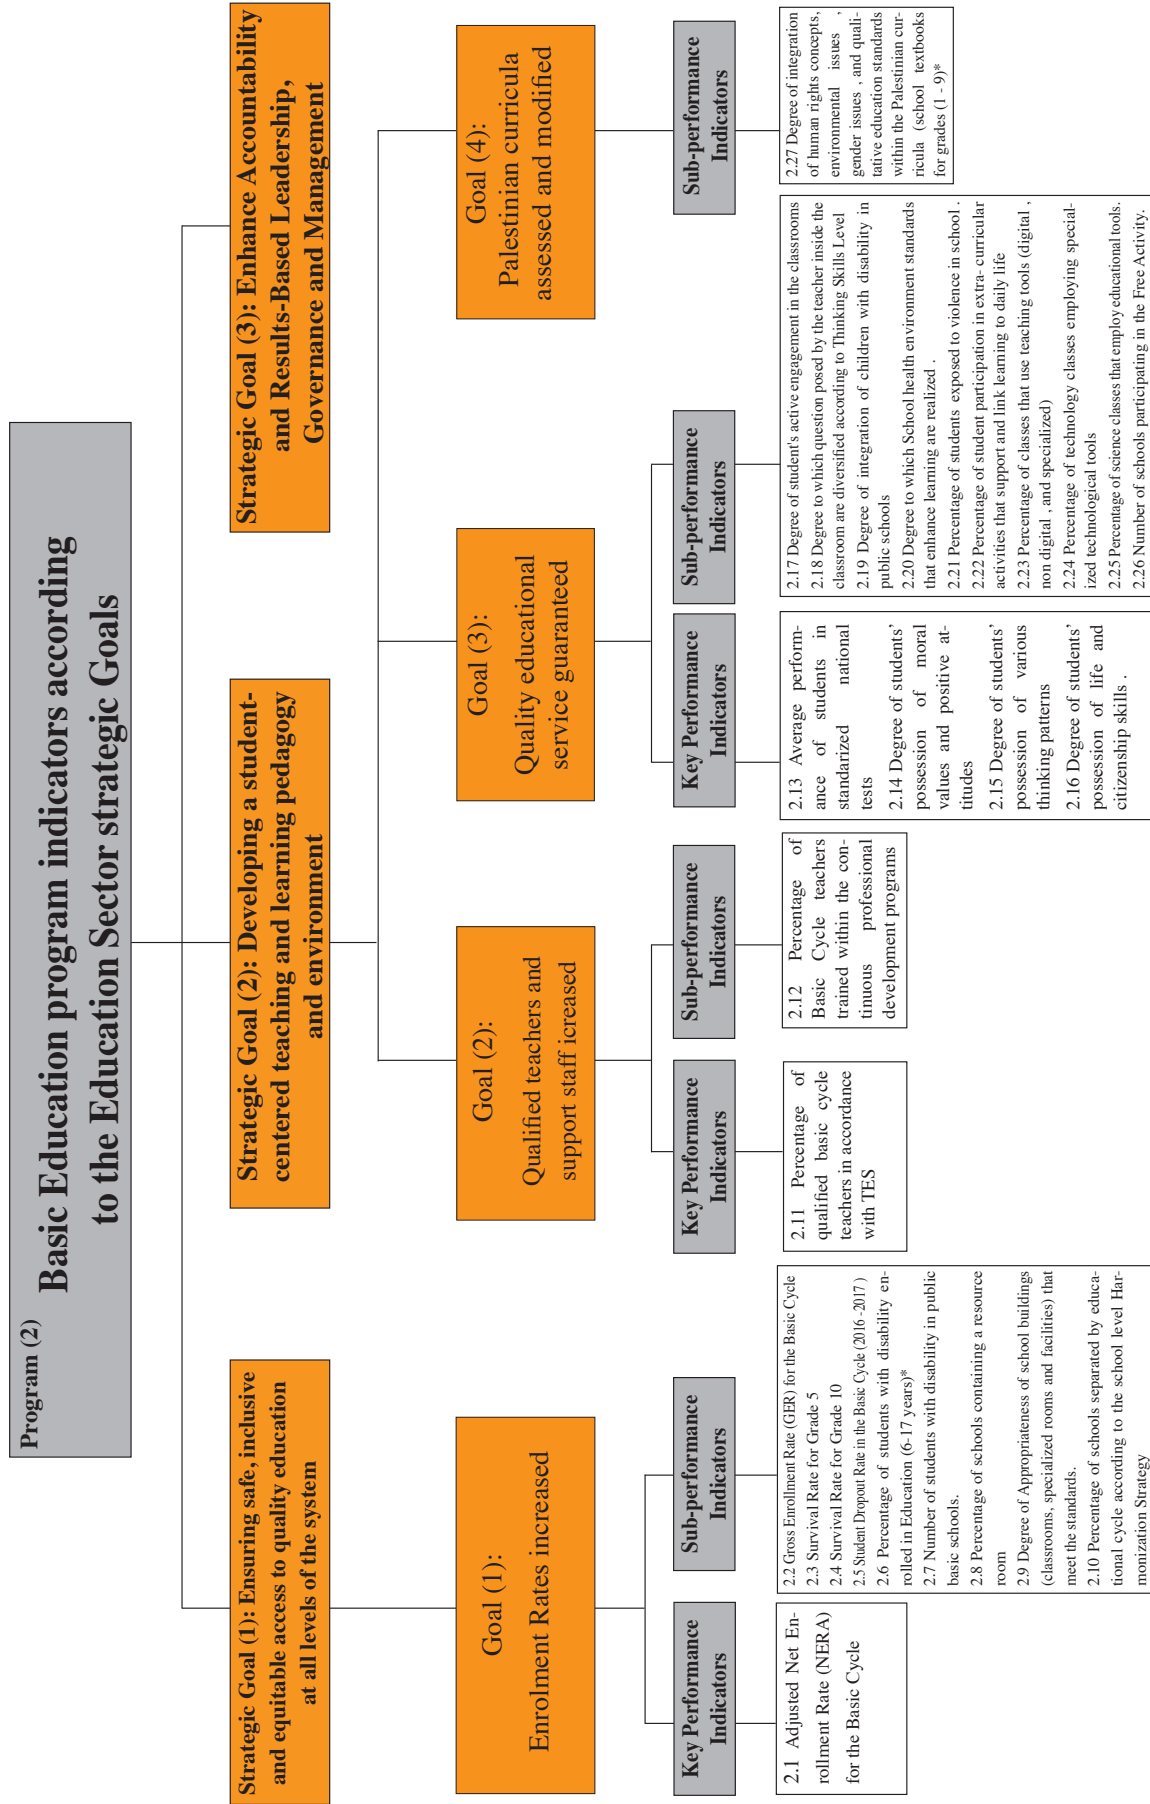 Program (2)
Basic Education program indicators according
to the Education Sector strategic Goals
Strategic Goal (1): Ensuring safe, inclusive
and equitable access to quality education
at all levels of the system
Strategic Goal (2): Developing a student-
centered teaching and learning pedagogy
and environment
Strategic Goal (3): Enhance Accountability
and Results-Based Leadership,
Governance and Management
Goal (1):
Enrolment Rates increased
Goal (2):
Qualified teachers and
support staff icreased
Goal (3):
Quality educational
service guaranteed
Goal (4):
Palestinian curricula
assessed and modified
Key Performance
Indicators
Sub-performance
Indicators
Key Performance
Indicators
Sub-performance
Indicators
Key Performance
Indicators
Sub-performance
Indicators
Sub-performance
Indicators
2.1 Adjusted Net En-
rollment Rate (NERA)
for the Basic Cycle
2.2 Gross Enrollment Rate (GER) for the Basic Cycle
2.3 Survival Rate for Grade 5
2.4 Survival Rate for Grade 10
2.5 Student Dropout Rate in the Basic Cycle (2016 -2017 )
2.6 Percentage of students with disability en-
rolled in Education (6-17 years)*
2.7 Number of students with disability in public
basic schools.
2.8 Percentage of schools containing a resource
room
2.9 Degree of Appropriateness of school buildings
(classrooms, specialized rooms and facilities) that
meet the standards.
2.10 Percentage of schools separated by educa-
tional cycle according to the school level Har-
monization Strategy
2.11 Percentage of
qualified basic cycle
teachers in accordance
with TES
2.12 Percentage of
Basic Cycle teachers
trained within the con-
tinuous professional
development programs
2.13 Average perform-
ance of students in
standarized national
tests
2.14 Degree of students’
possession of moral
values and positive at-
titudes
2.15 Degree of students’
possession of various
thinking patterns
2.16 Degree of students’
possession of life and
citizenship skills .
2.17 Degree of student's active engagement in the classrooms
2.18 Degree to which question posed by the teacher inside the
classroom are diversified according to Thinking Skills Level
2.19 Degree of integration of children with disability in
public schools
2.20 Degree to which School health environment standards
that enhance learning are realized .
2.21 Percentage of students exposed to violence in school .
2.22 Percentage of student participation in extra- curricular
activities that support and link learning to daily life
2.23 Percentage of classes that use teaching tools (digital ,
non digital , and specialized)
2.24 Percentage of technology classes employing special-
ized technological tools
2.25 Percentage of science classes that employ educational tools.
2.26 Number of schools participating in the Free Activity.
2.27 Degree of integration
of human rights concepts,
environmental issues ,
gender issues , and quali-
tative education standards
within the Palestinian cur-
ricula (school textbooks
for grades (1 - 9)*